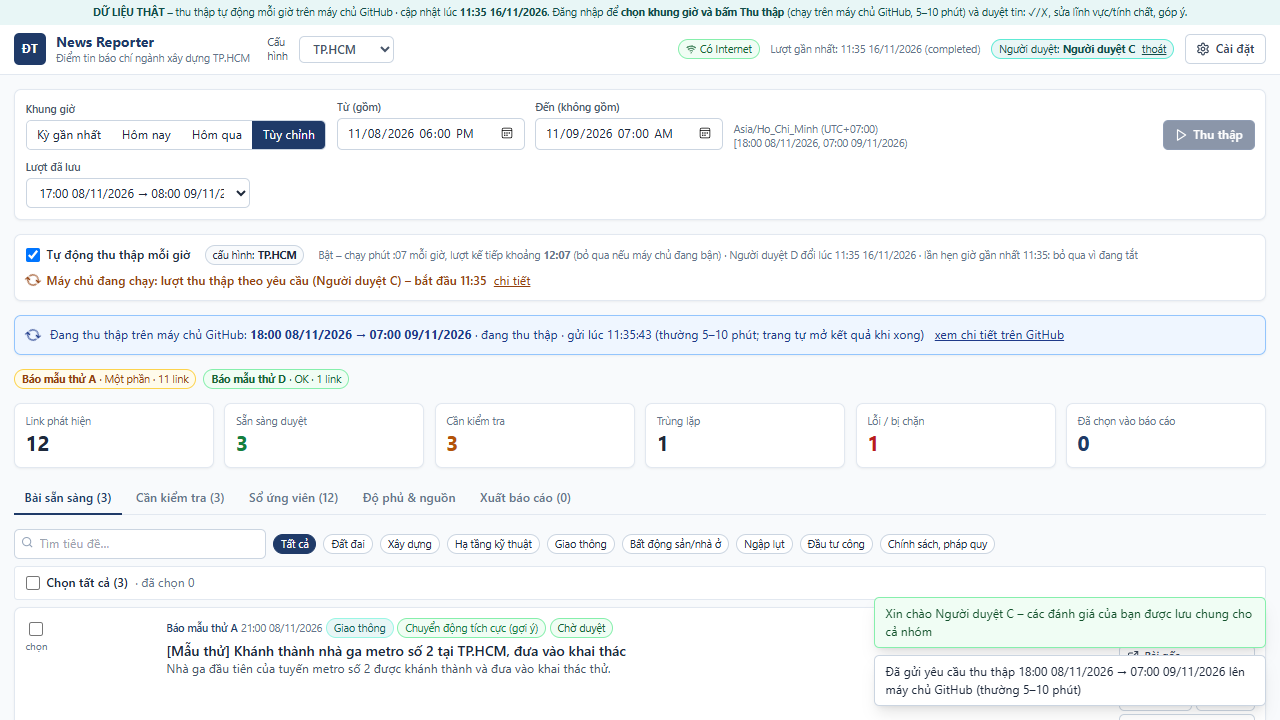 DỮ LIỆU THẬT – thu thập tự động mỗi giờ trên máy chủ GitHub · cập nhật lúc 11:35 16/11/2026. Đăng nhập để chọn khung giờ và bấm Thu thập (chạy trên máy chủ GitHub, 5–10 phút) và duyệt tin: ✓/✗, sửa lĩnh vực/tính chất, góp ý.
ĐT
News Reporter
Điểm tin báo chí ngành xây dựng TP.HCM
Cấu hình
TP.HCM
Có Internet
Lượt gần nhất: 11:35 16/11/2026 (completed)
Người duyệt: Người duyệt C thoát
Cài đặt
Khung giờ
Kỳ gần nhất Hôm nay Hôm qua Tùy chỉnh
Từ (gồm)
11/08/2026 06:00 PM
Đến (không gồm)
11/09/2026 07:00 AM
Asia/Ho_Chi_Minh (UTC+07:00)
[18:00 08/11/2026, 07:00 09/11/2026)
Thu thập
Lượt đã lưu
17:00 08/11/2026 → 08:00 09/11/2
Tự động thu thập mỗi giờ cấu hình: TP.HCM Bật – chạy phút :07 mỗi giờ, lượt kế tiếp khoảng 12:07 (bỏ qua nếu máy chủ đang bận) · Người duyệt D đổi lúc 11:35 16/11/2026 · lần hẹn giờ gần nhất 11:35: bỏ qua vì đang tắt
Máy chủ đang chạy: lượt thu thập theo yêu cầu (Người duyệt C) – bắt đầu 11:35 chi tiết
Đang thu thập trên máy chủ GitHub: 18:00 08/11/2026 → 07:00 09/11/2026 · đang thu thập · gửi lúc 11:35:43 (thường 5–10 phút; trang tự mở kết quả khi xong) xem chi tiết trên GitHub
Báo mẫu thử A · Một phần · 11 link
Báo mẫu thử D · OK · 1 link
Link phát hiện
12
Sẵn sàng duyệt
3
Cần kiểm tra
3
Trùng lặp
1
Lỗi / bị chặn
1
Đã chọn vào báo cáo
0
Bài sẵn sàng (3) Cần kiểm tra (3) Sổ ứng viên (12) Độ phủ & nguồn Xuất báo cáo (0)
Tìm tiêu đề...
Tất cả Đất đai Xây dựng Hạ tầng kỹ thuật Giao thông Bất động sản/nhà ở Ngập lụt Đầu tư công Chính sách, pháp quy
Chọn tất cả (3) · đã chọn 0
chọn
Báo mẫu thử A 21:00 08/11/2026 Giao thông Chuyển động tích cực (gợi ý) Chờ duyệt
[Mẫu thử] Khánh thành nhà ga metro số 2 tại TP.HCM, đưa vào khai thác
Nhà ga đầu tiên của tuyến metro số 2 được khánh thành và đưa vào khai thác thử.
Xin chào Người duyệt C – các đánh giá của bạn được lưu chung cho
cả nhóm
Đã gửi yêu cầu thu thập 18:00 08/11/2026 → 07:00 09/11/2026 lên
máy chủ GitHub (thường 5–10 phút)